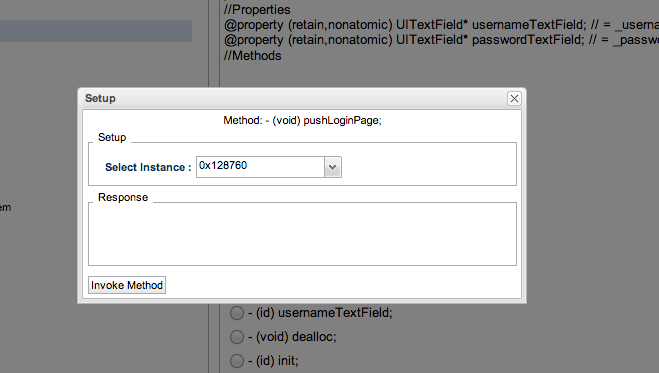 //Properties
@property (retain,nonatomic) UITextField* usernameTextField; // = _userna
@property (retain,nonatomic) UITextField* passwordTextField; // = _passw
//Methods
Setup
Method: - (void) pushLoginPage;
Setup
Select Instance :
0x128760
em
Response
Invoke Method
- (id) usernameTextField;
- (void) dealloc;
- (id) init;